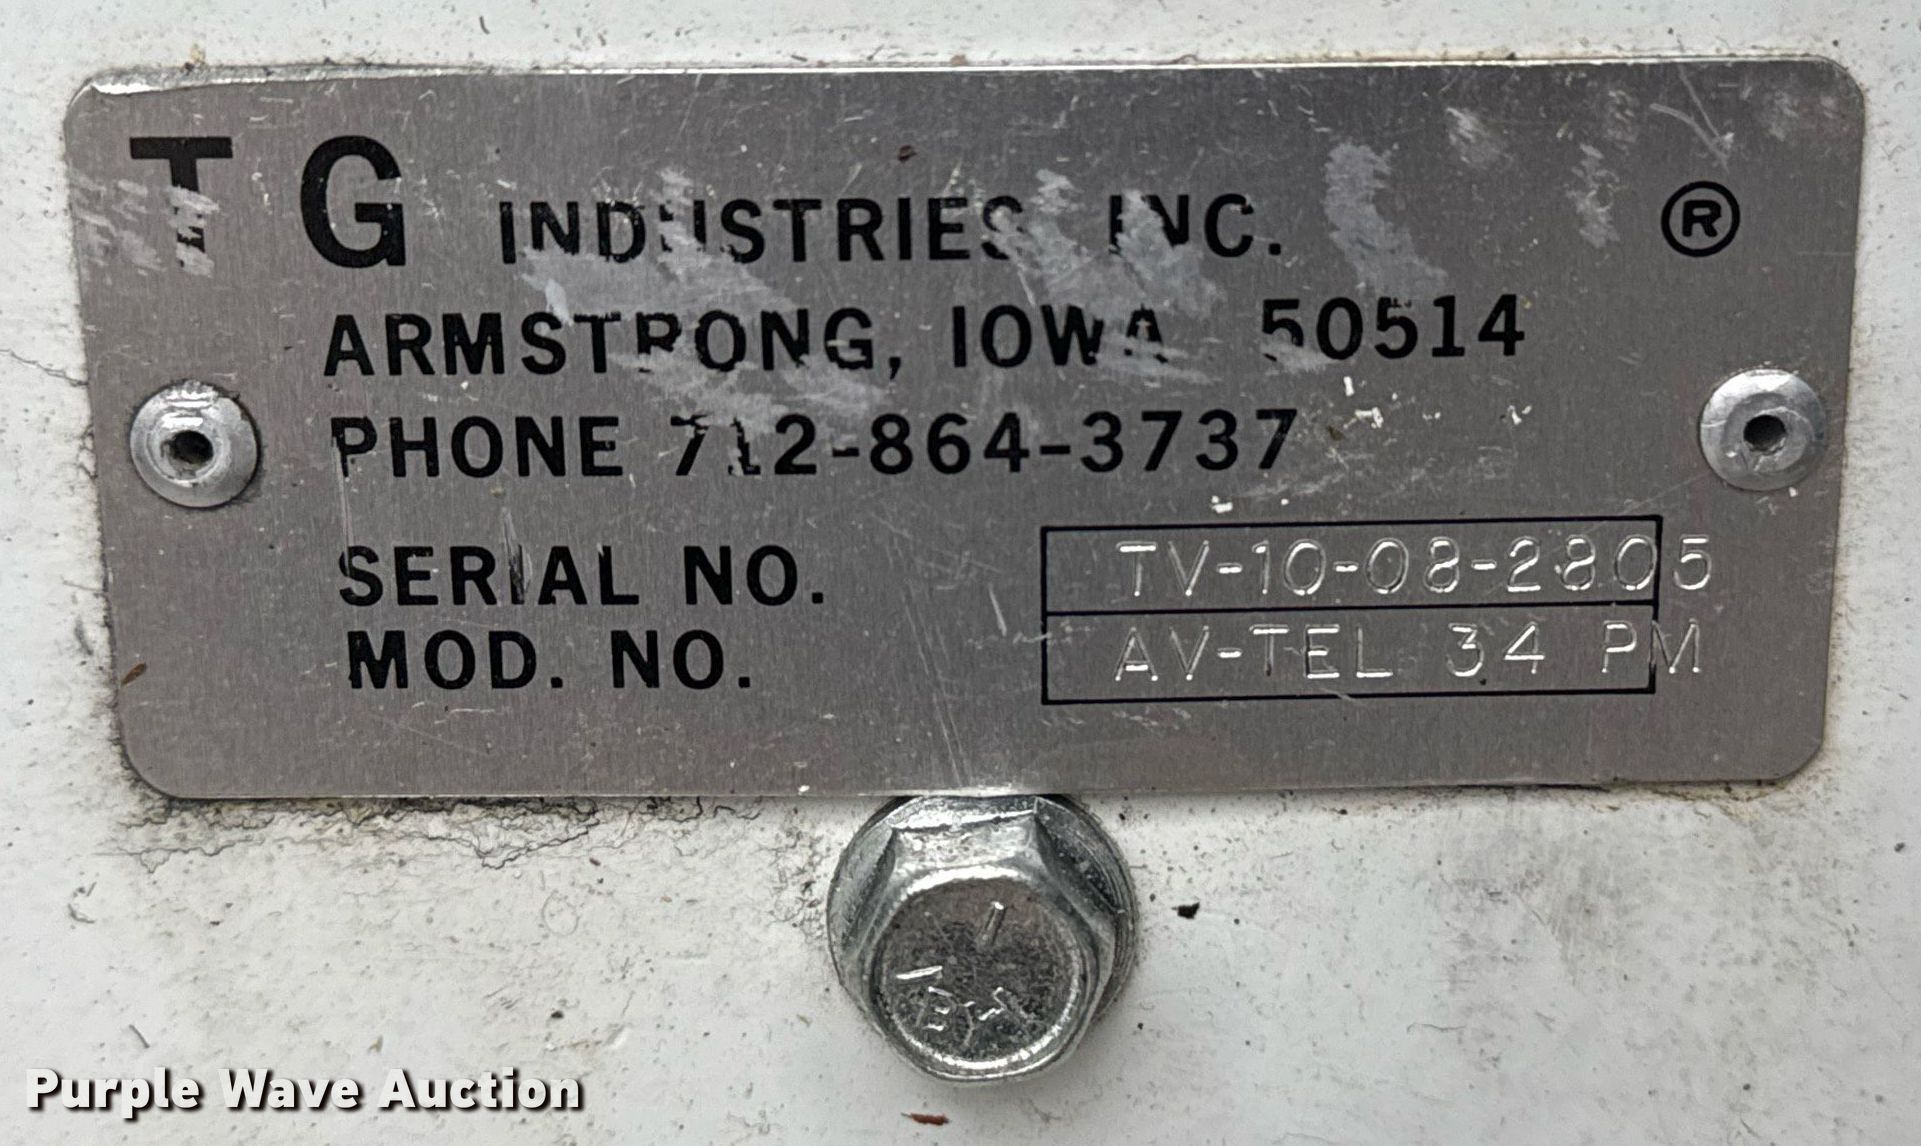 T G INDUSTRIES INC. ®
ARMSTRONG, IOWA 50514
PHONE 712-864-3737
SERIAL NO. TV-10-08-2805
MOD. NO. AV-TEL 34 PM
Purple Wave Auction